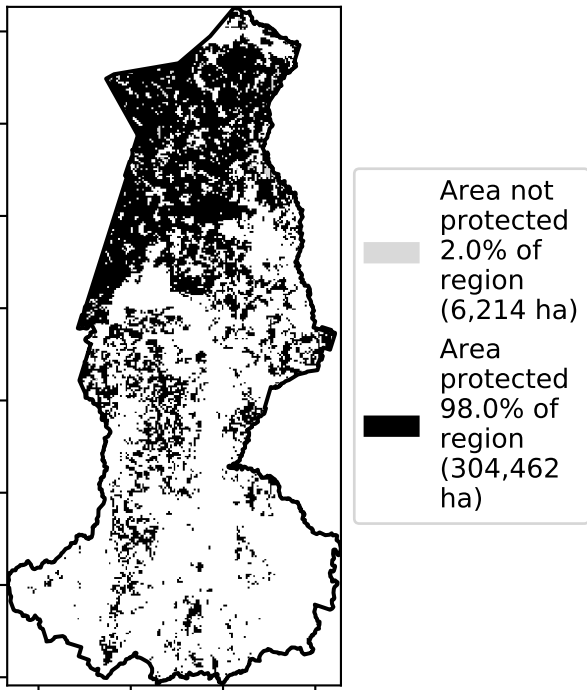 Area not
protected
2.0% of
region
(6,214 ha)
Area
protected
98.0% of
region
(304,462
ha)